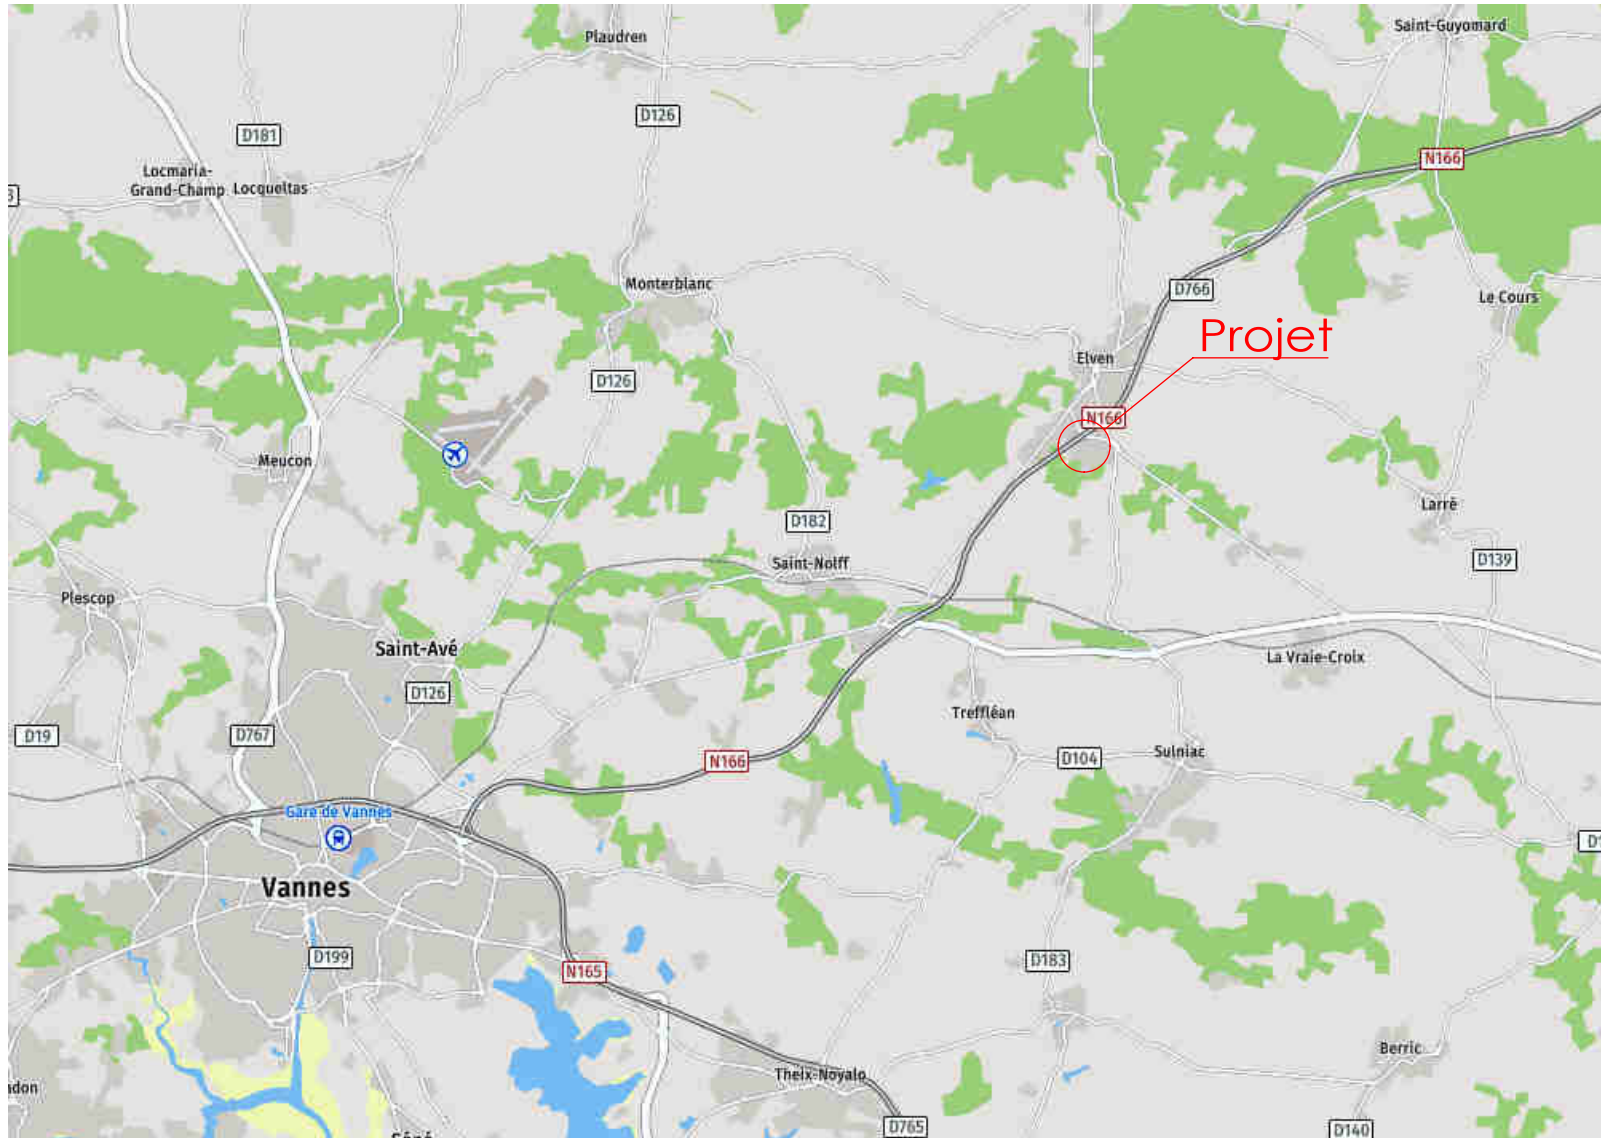 Saint-Guyomard
Plaudren
D126
D181
N166
Locmaria-
Grand-Champ
Locqueltas
Monterblanc
D766
Le Cours
Projet
Elven
D126
N166
Meucon
Larré
D182
Saint-Nolff
D139
Plescop
Saint-Avé
La Vraie-Croix
D126
Treffléan
D19
D767
Sulniac
N166
D104
Gare de Vannes
Vannes
D199
D183
N165
Berric
Theix-Noyalo
D765
D140